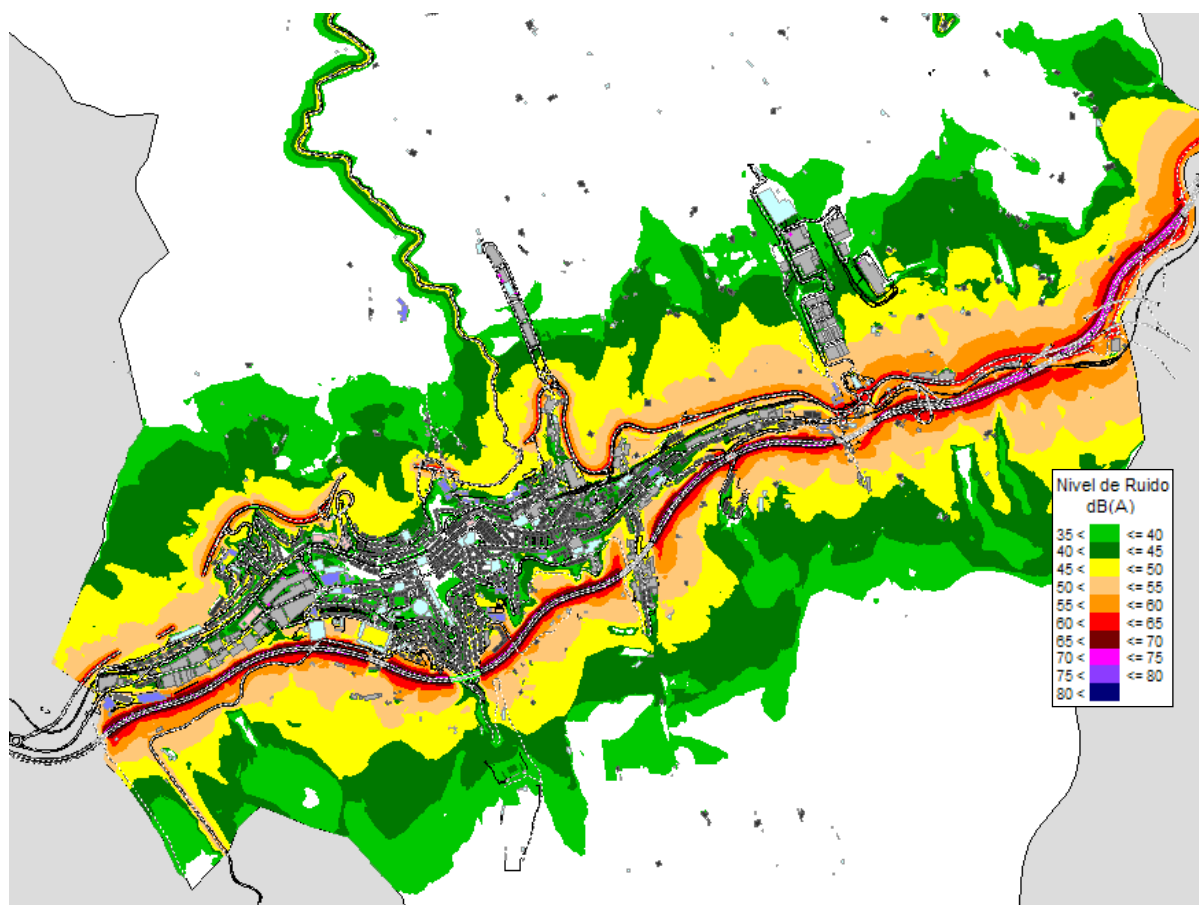 Nivel de Ruido
dB(A)
35 < <= 40
40 < <= 45
45 < <= 50
50 < <= 55
55 < <= 60
60 < <= 65
65 < <= 70
70 < <= 75
75 < <= 80
80 <